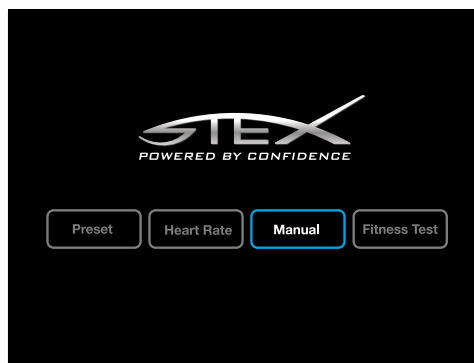 STEX
POWERED BY CONFIDENCE
Preset Heart Rate Manual Fitness Test